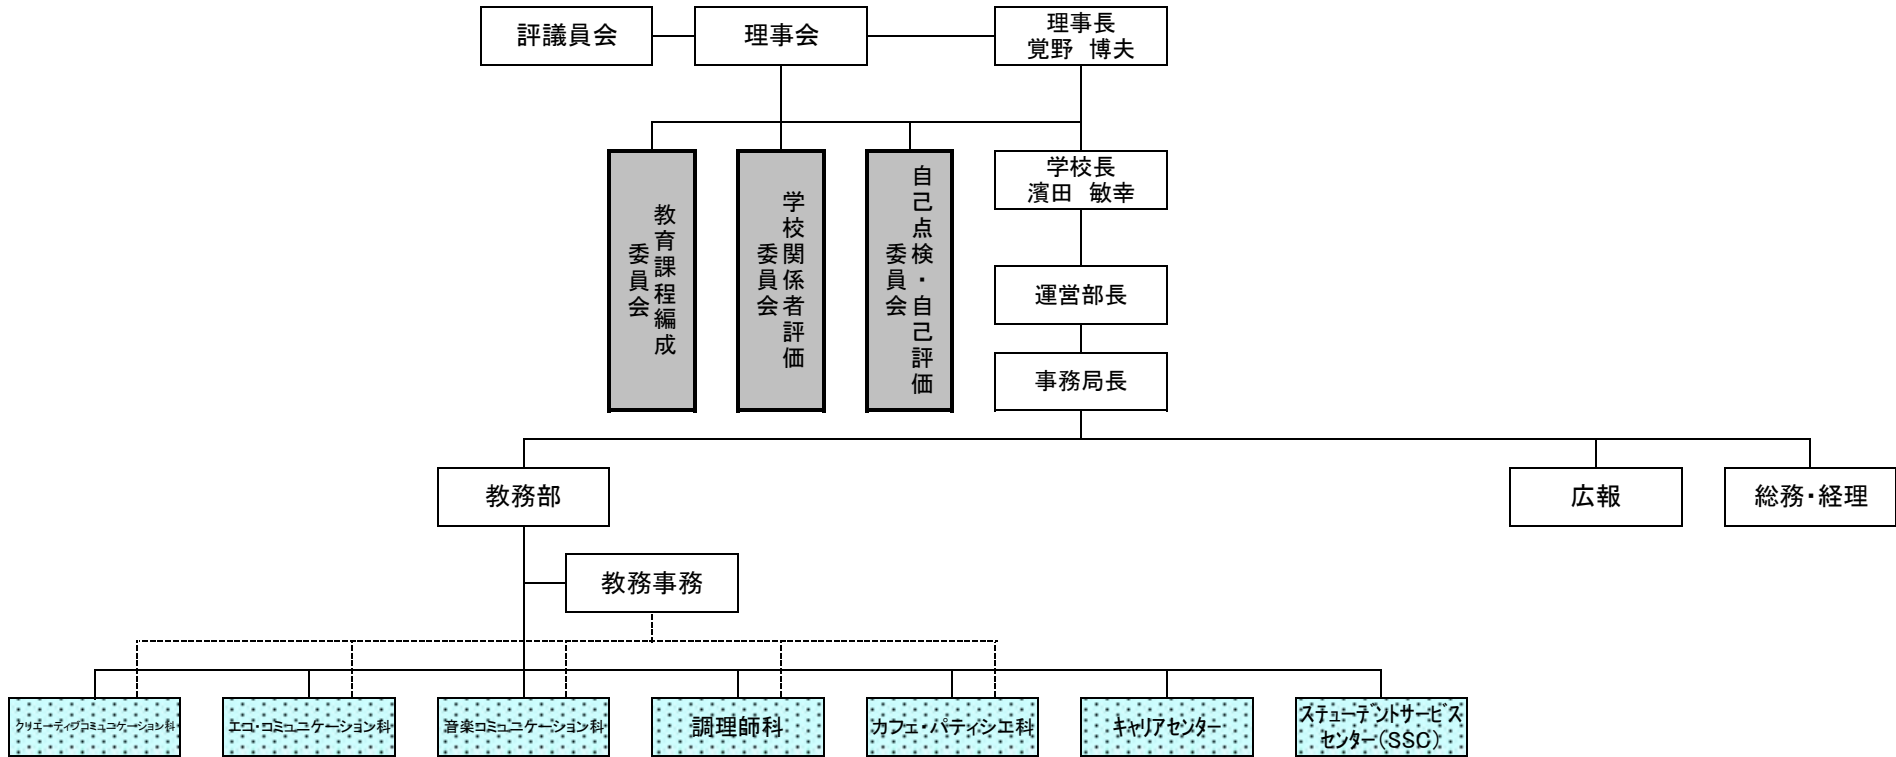 評議員会
理事会
理事長
覚野　博夫
教育課程編成
委員会
学校関係者評価
委員会
自己点検・自己評価
委員会
学校長
濱田　敏幸
運営部長
事務局長
教務部
広報
総務・経理
教務事務
クリエーティブコミュニケーション科
エコ・コミュニケーション科
音楽コミュニケーション科
調理師科
カフェ・パティシエ科
キャリアセンター
ステューデントサービス
センター（SSC）